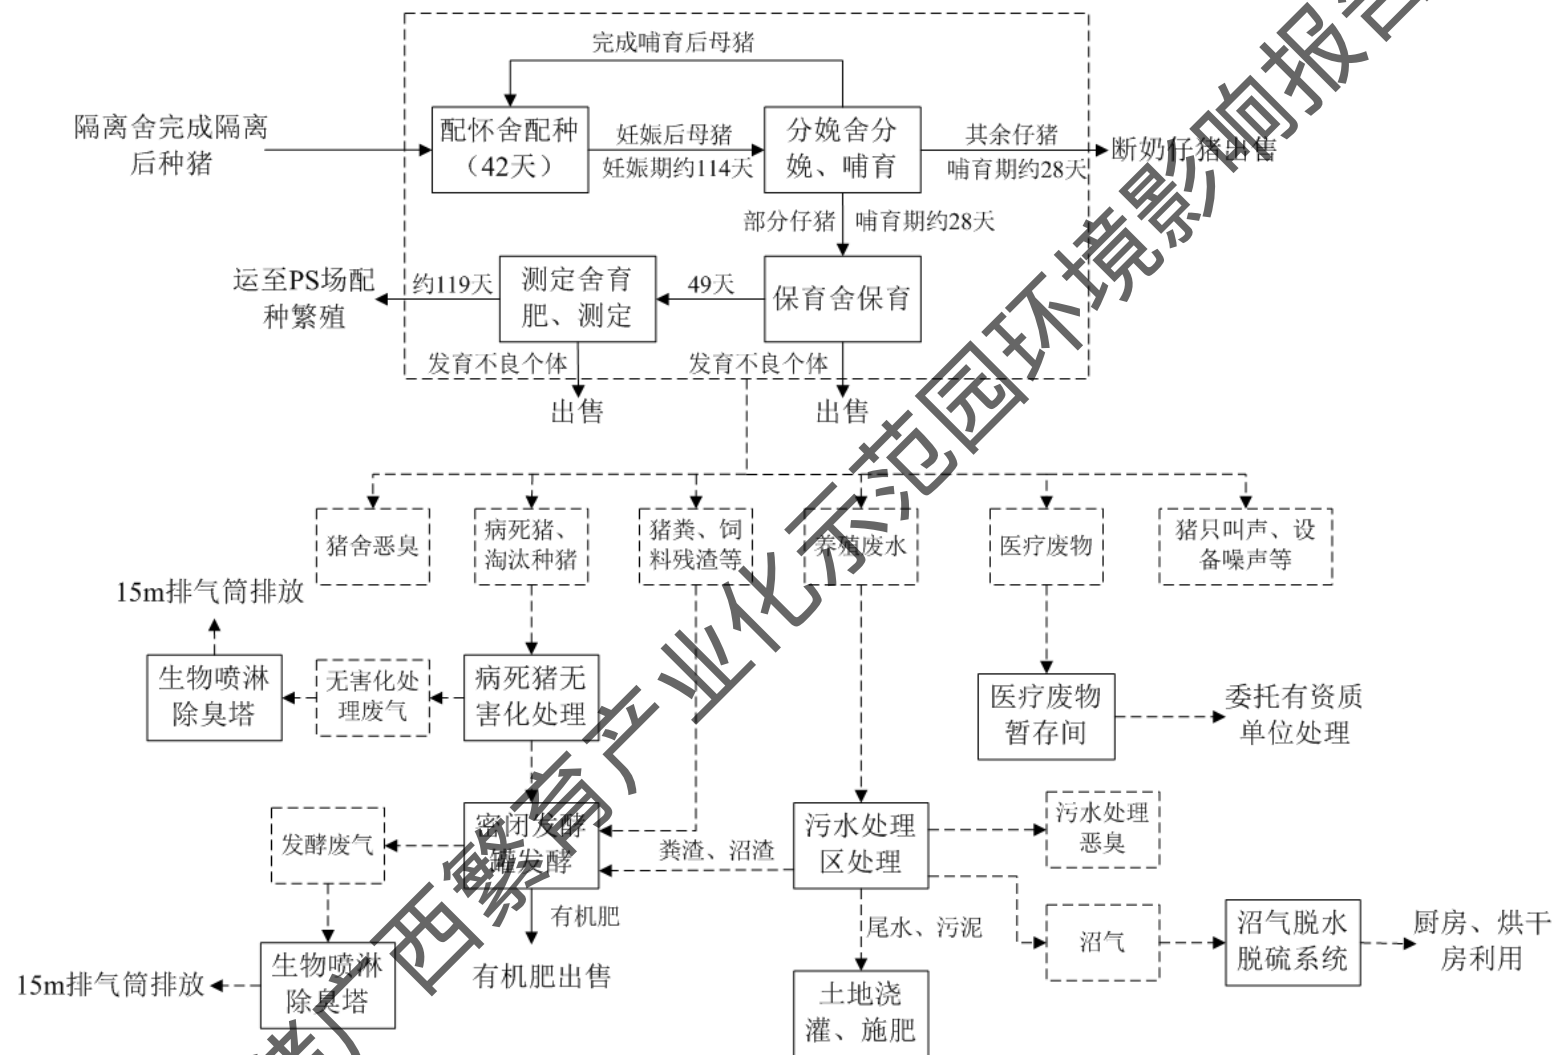 完成哺育后母猪
隔离舍完成隔离
后种猪
配怀舍配种
（42天）
妊娠后母猪
妊娠期约114天
分娩舍分
娩、哺育
其余仔猪
哺育期约28天
断奶仔猪出售
部分仔猪
哺育期约28天
运至PS场配
种繁殖
约119天
测定舍育
肥、测定
49天
保育舍保育
发育不良个体
发育不良个体
出售
出售
猪舍恶臭
病死猪、
淘汰种猪
猪粪、饲
料残渣等
养殖废水
医疗废物
猪只叫声、设
备噪声等
15m排气筒排放
生物喷淋
除臭塔
无害化处
理废气
病死猪无
害化处理
医疗废物
暂存间
委托有资质
单位处理
发酵废气
密闭发酵
罐发酵
粪渣、沼渣
污水处理
区处理
污水处理
恶臭
有机肥
尾水、污泥
沼气
沼气脱水
脱硫系统
厨房、烘干
房利用
15m排气筒排放
生物喷淋
除臭塔
有机肥出售
土地浇
灌、施肥
猪广西繁育产业化示范园环境影响报告